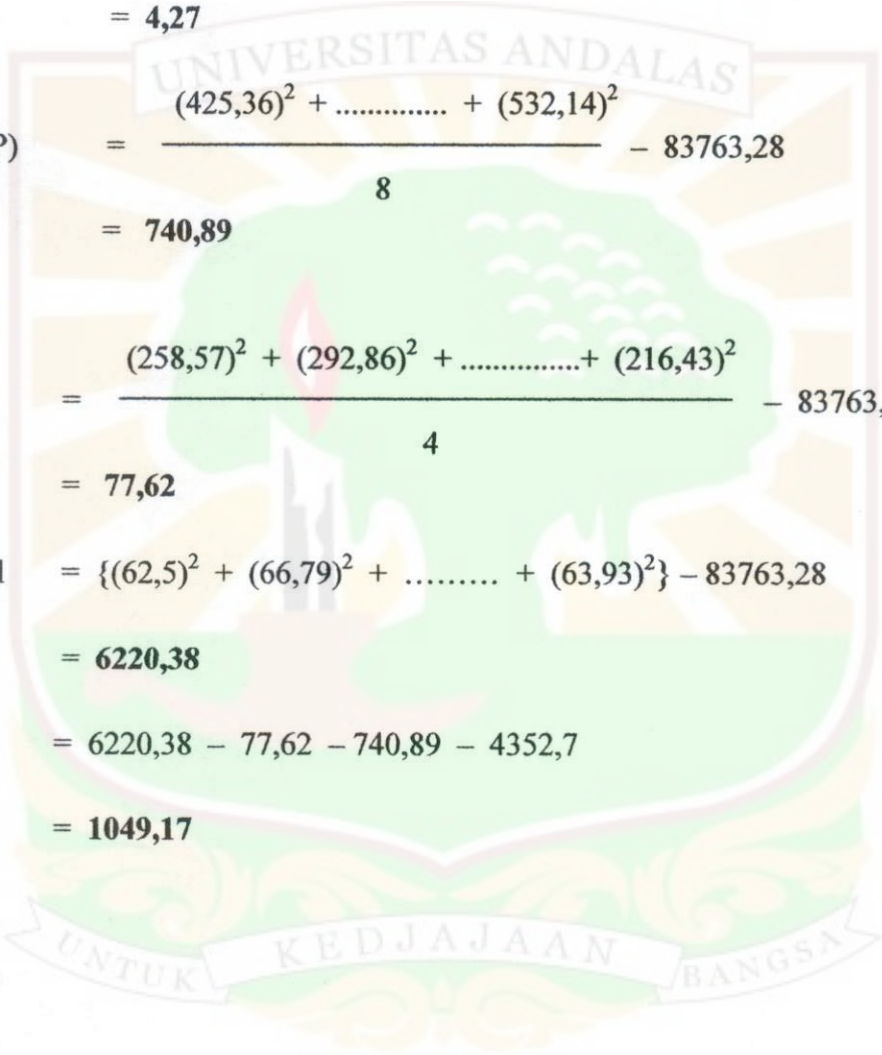 = 4,27
UNIVERSITAS ANDALAS
(425,36)² + .............. + (532,14)²
P) = ———————————— – 83763,28
8
= 740,89
(258,57)² + (292,86)² + ...............+ (216,43)²
= ———————————— – 83763,
4
= 77,62
l = {(62,5)² + (66,79)² + ......... + (63,93)²} – 83763,28
= 6220,38
= 6220,38 – 77,62 – 740,89 – 4352,7
= 1049,17
UNTUK KEDJAJAAN BANGSA